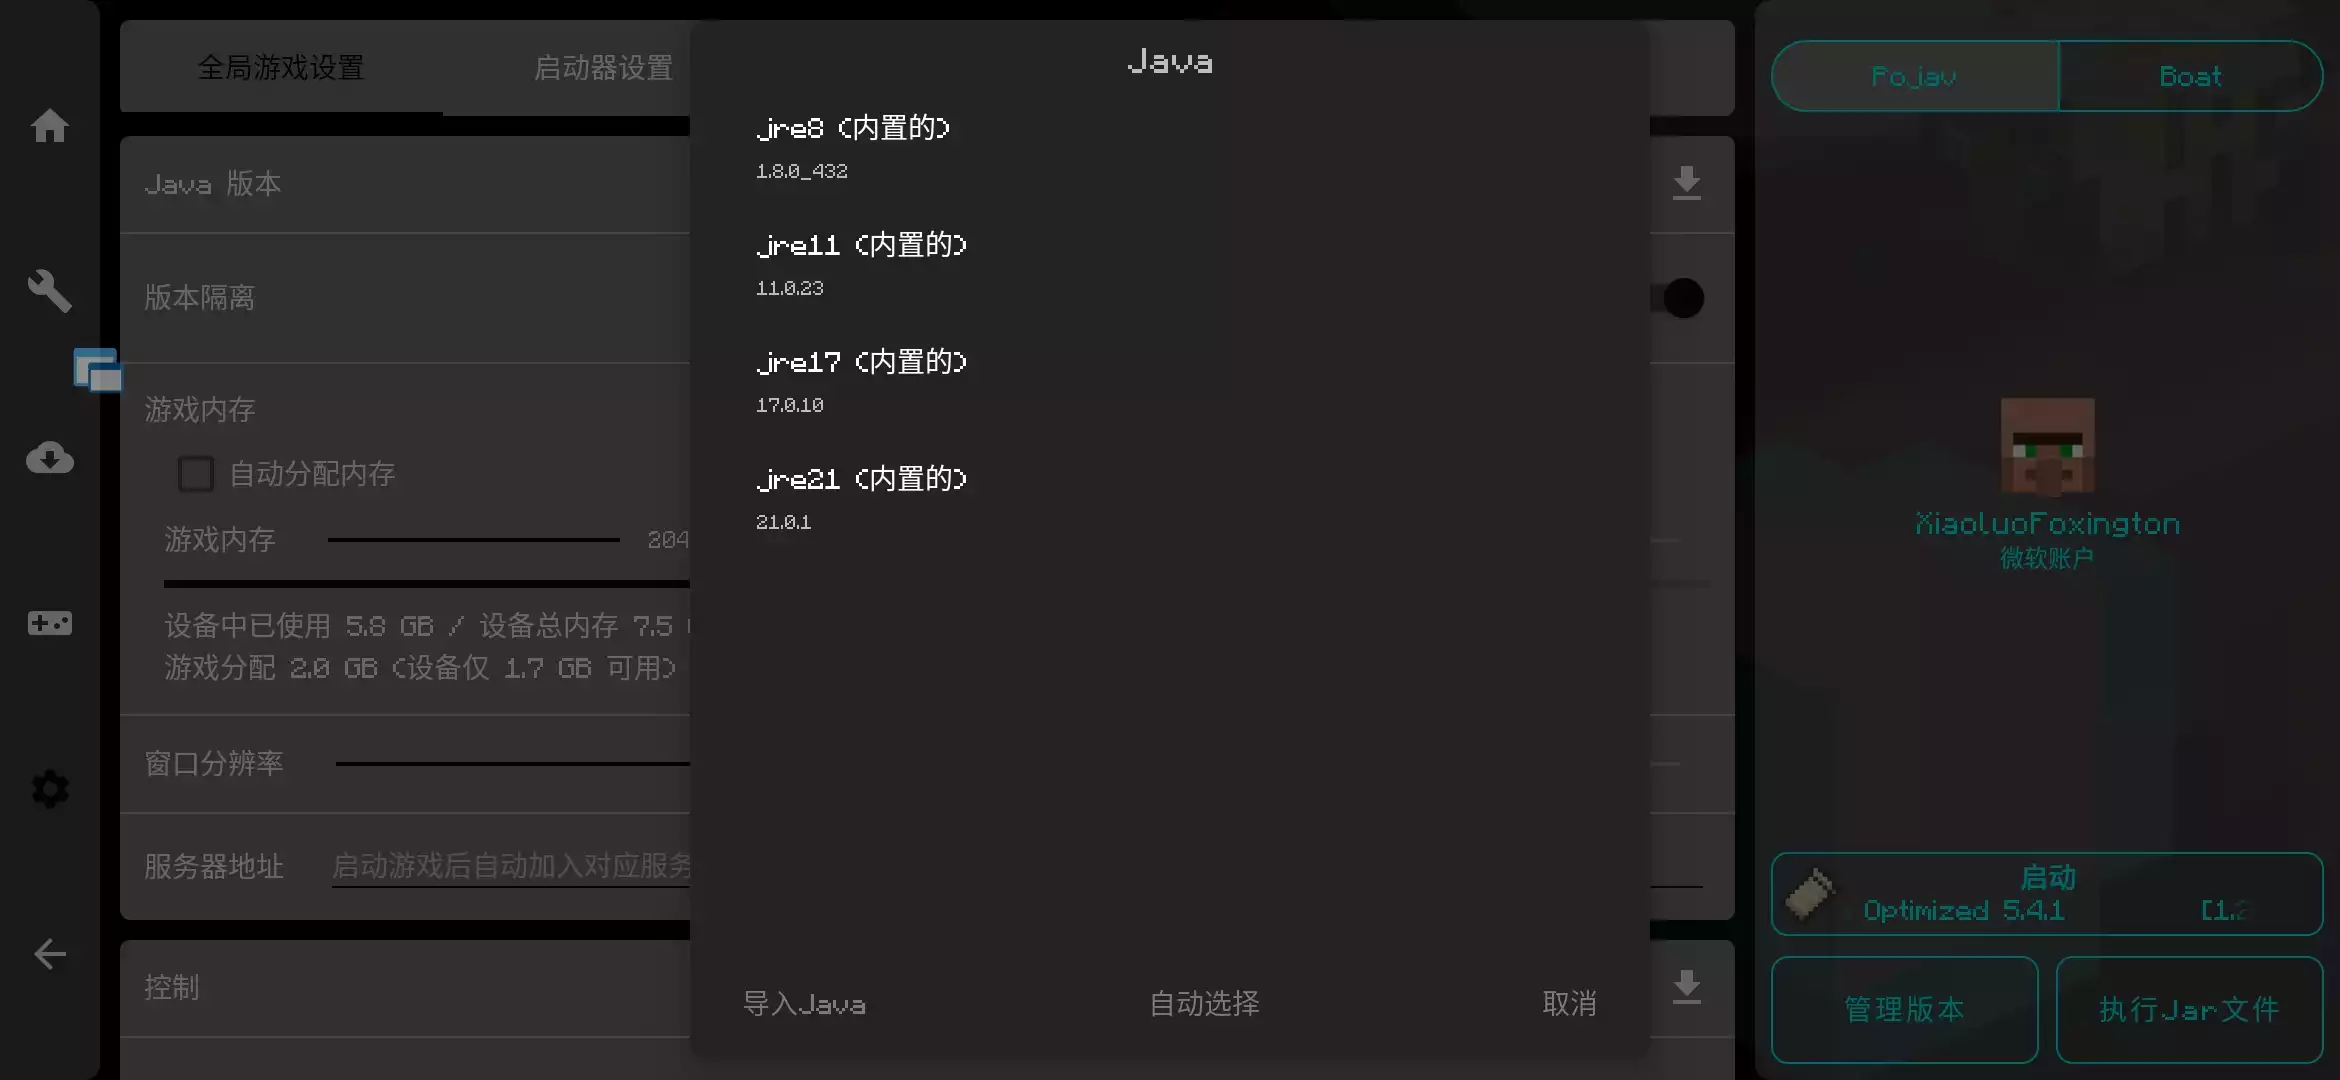 全局游戏设置
启动器设置
Java 版本
版本隔离
游戏内存
自动分配内存
游戏内存 204
设备中已使用 5.8 GB / 设备总内存 7.5
游戏分配 2.0 GB (设备仅 1.7 GB 可用)
窗口分辨率
服务器地址 启动游戏后自动加入对应服务
控制
Java
jre8 (内置的)
1.8.0_432
jre11 (内置的)
11.0.23
jre17 (内置的)
17.0.10
jre21 (内置的)
21.0.1
导入Java
自动选择
取消
Pojav
Boat
XiaoluoFoxington
微软账户
启动
Optimized 5.4.1 [1.2
管理版本
执行Jar文件